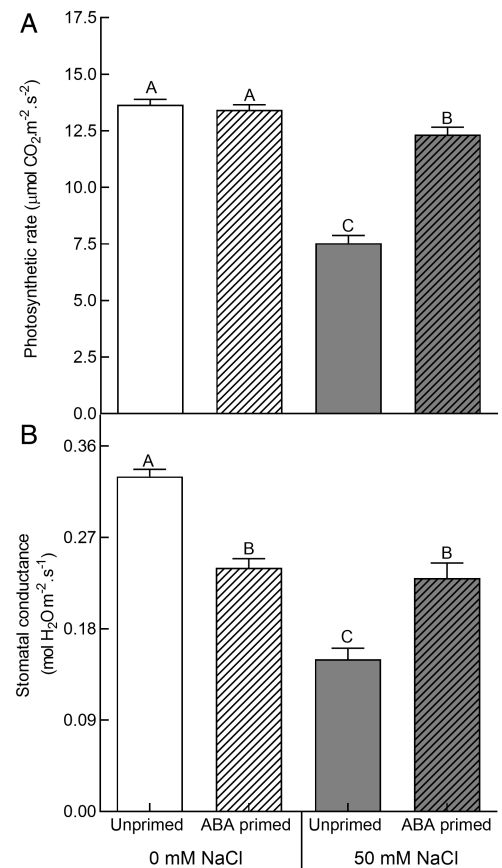 A
17.5
15.0
12.5
10.0
7.5
5.0
2.5
0.0
Photosynthetic rate (µmol CO₂.m⁻².s⁻²)
A
A
C
B
B
0.36
0.27
0.18
0.09
0.00
Stomatal conductance
(mol H₂O m⁻².s⁻¹)
A
B
C
B
Unprimed
ABA primed
Unprimed
ABA primed
0 mM NaCl
50 mM NaCl